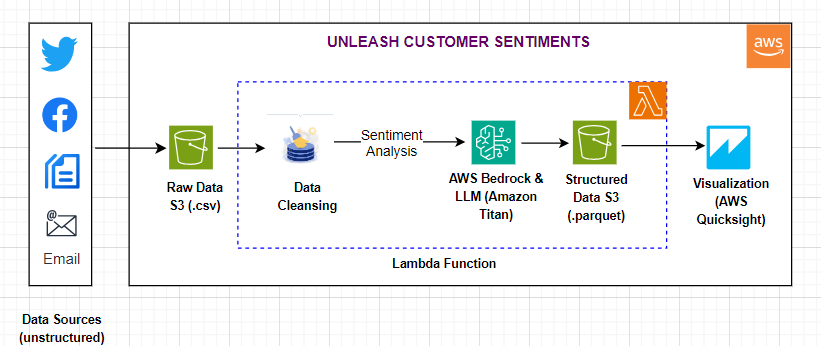 UNLEASH CUSTOMER SENTIMENTS
aws
Sentiment
Analysis
Raw Data
S3 (.csv)
Data
Cleansing
AWS Bedrock &
LLM (Amazon
Titan)
Structured
Data S3
(.parquet)
Visualization
(AWS
Quicksight)
@
Email
Lambda Function
Data Sources
(unstructured)